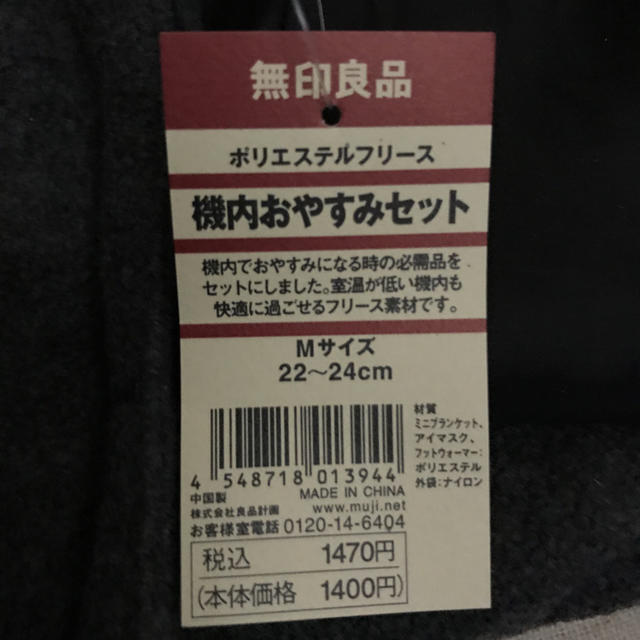 無印良品
ポリエステルフリース
機内おやすみセット
機内でおやすみになる時の必需品を
セットにしました。室温が低い機内も
快適に過ごせるフリース素材です。
Mサイズ
22～24cm
材質
ミニブランケット、
アイマスク、
フットウォーマー:
ポリエステル
外袋:ナイロン
4 548718 013944
中国製 MADE IN CHINA
株式会社良品計画 www.muji.net
お客様室電話 0120-14-6404
税込 1470円
(本体価格 1400円)